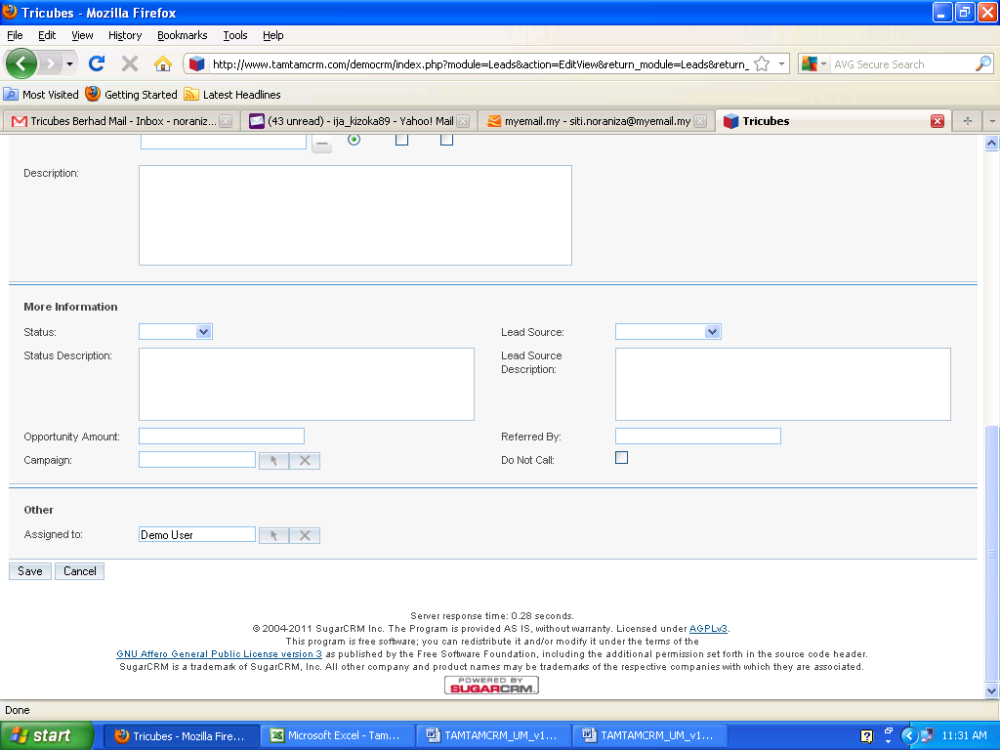 Tricubes - Mozilla Firefox
File Edit View History Bookmarks Tools Help
http://www.tamtamcrm.com/democrm/index.php?module=Leads&action=EditView&return_module=Leads&return_
AVG Secure Search
Most Visited Getting Started Latest Headlines
Tricubes Berhad Mail - Inbox - noraniz... (43 unread) - ija_kizoka89 - Yahoo! Mail myemail.my - siti.noraniza@myemail.my Tricubes
Description:
More Information
Status: Lead Source:
Status Description: Lead Source
Description:
Opportunity Amount: Referred By:
Campaign: Do Not Call:
Other
Assigned to: Demo User
Save Cancel
Server response time: 0.28 seconds.
© 2004-2011 SugarCRM Inc. The Program is provided AS IS, without warranty. Licensed under AGPLv3.
This program is free software; you can redistribute it and/or modify it under the terms of the
GNU Affero General Public License version 3 as published by the Free Software Foundation, including the additional permission set forth in the source code header.
SugarCRM is a trademark of SugarCRM, Inc. All other company and product names may be trademarks of the respective companies with which they are associated.
POWERED BY
SUGARCRM.
Done
start Tricubes - Mozilla Fire... Microsoft Excel - Tam... TAMTAMCRM_UM_v1... TAMTAMCRM_UM_v1... 11:31 AM